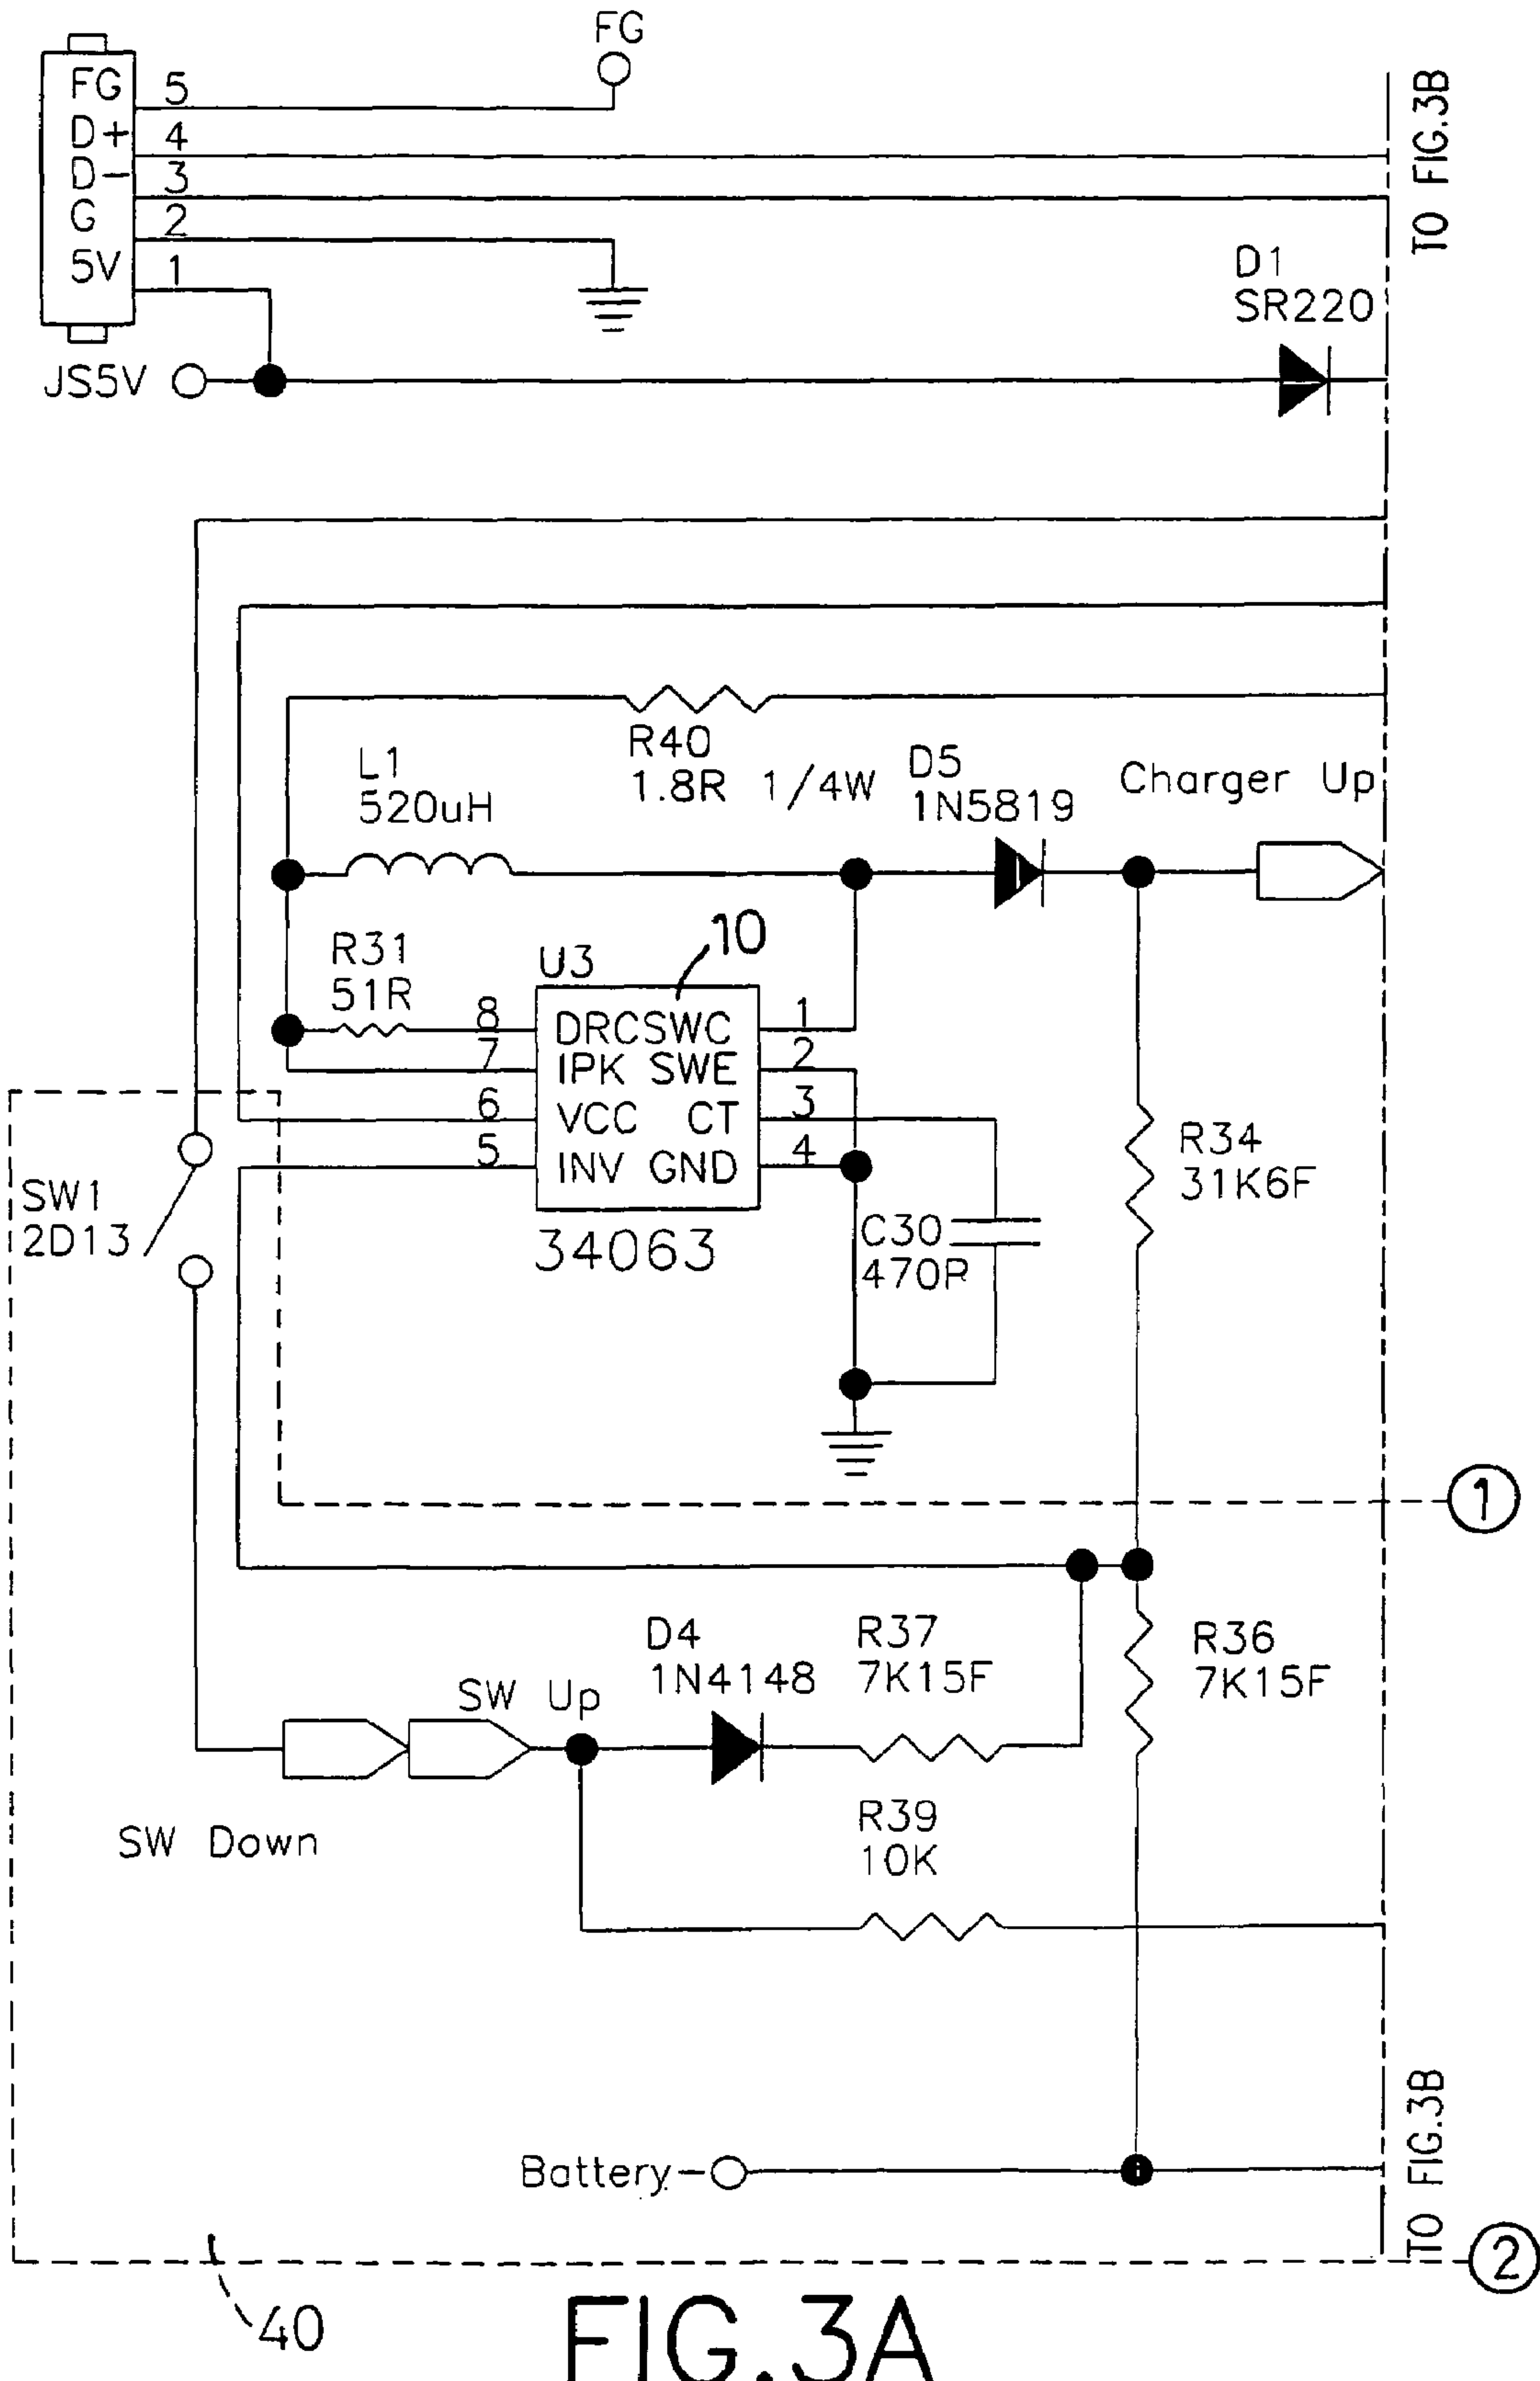 FG
FG 5
D+ 4
D- 3
G 2
5V 1
TO FIG.3B
D1
SR220
JS5V
R40
1.8R 1/4W
L1
520uH
D5
1N5819
Charger Up
10
R31
51R
U3
8 DRC SWC 1
7 IPK SWE 2
6 VCC CT 3
5 INV GND 4
34063
SW1
2D13
C30
470P
R34
31K6F
1
D4
1N4148
R37
7K15F
R36
7K15F
SW Up
SW Down
R39
10K
Battery-
TO FIG.3B
2
40
FIG.3A